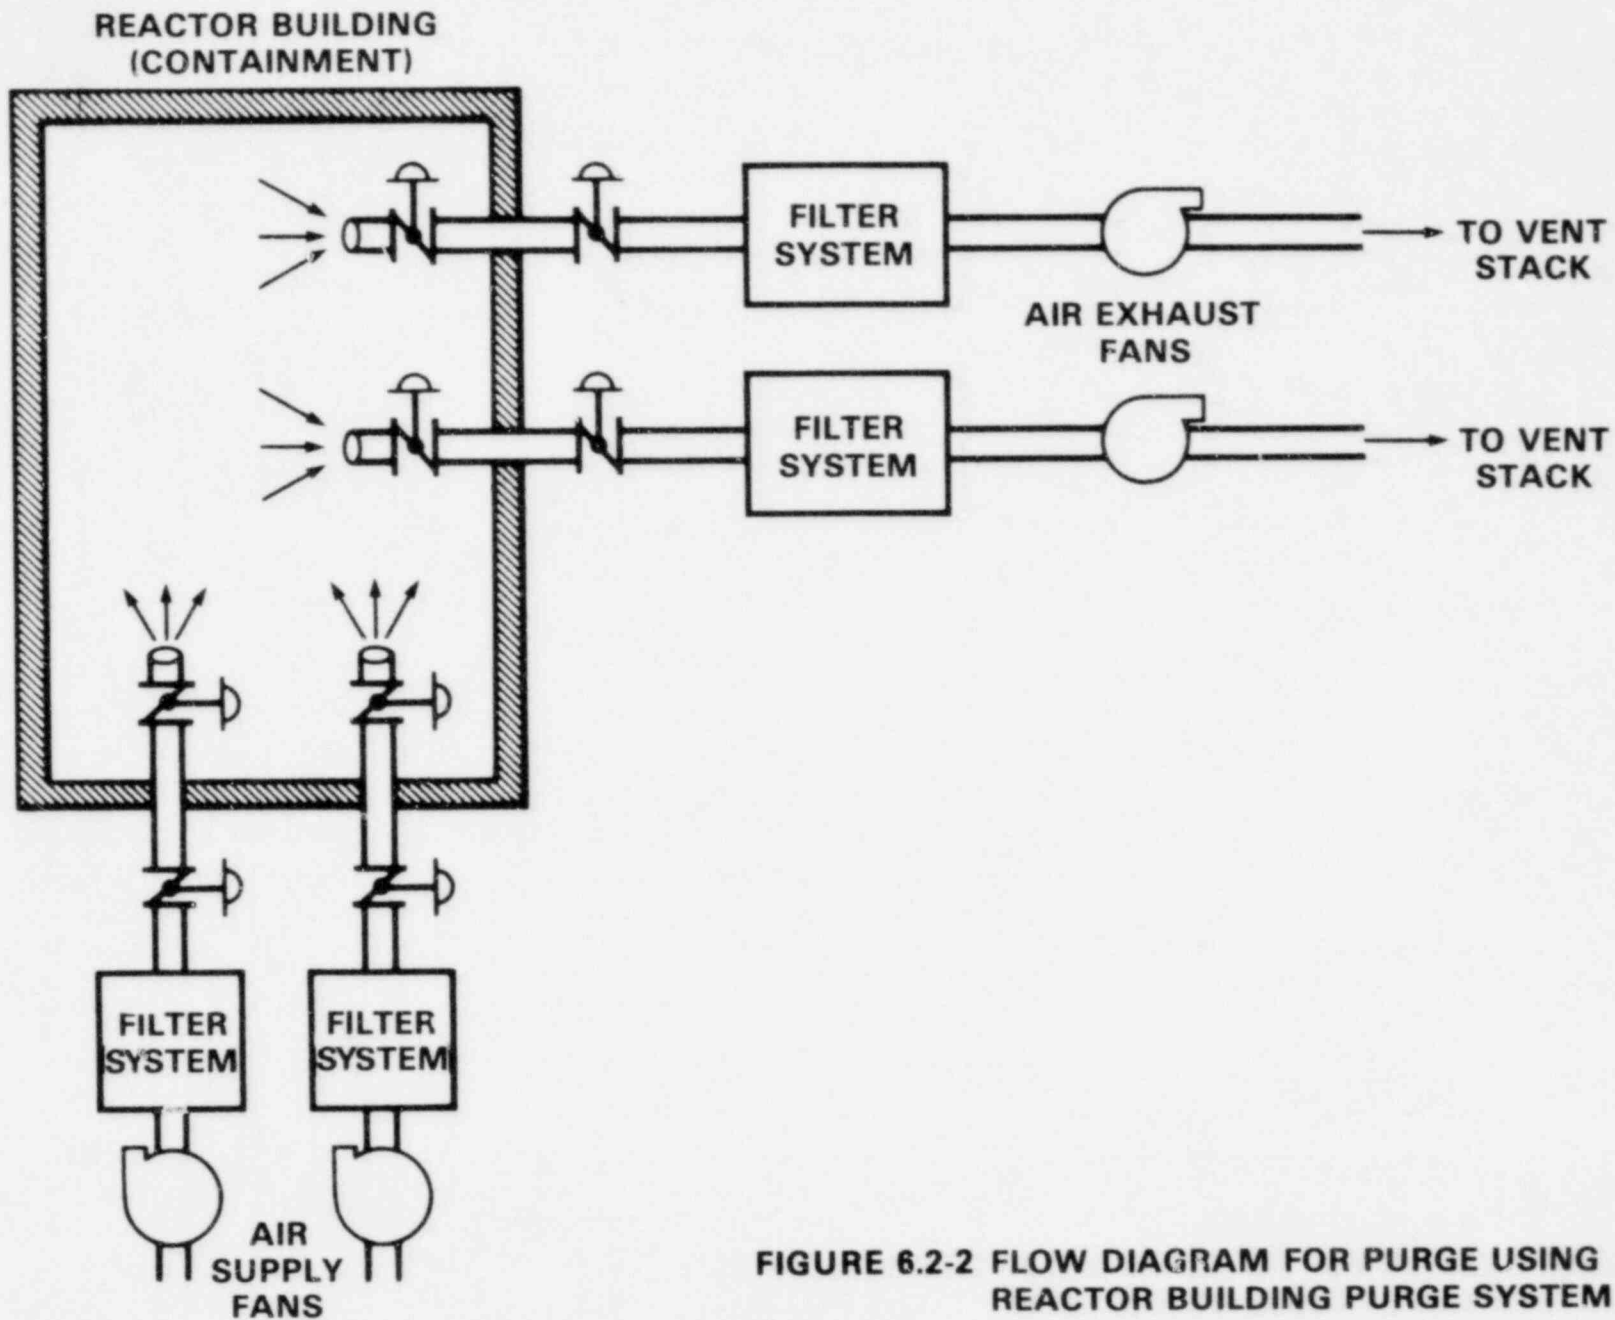 REACTOR BUILDING
(CONTAINMENT)
FILTER
SYSTEM
TO VENT
STACK
AIR EXHAUST
FANS
FILTER
SYSTEM
TO VENT
STACK
FILTER
SYSTEM
FILTER
SYSTEM
AIR
SUPPLY
FANS
FIGURE 6.2-2 FLOW DIAGRAM FOR PURGE USING
REACTOR BUILDING PURGE SYSTEM